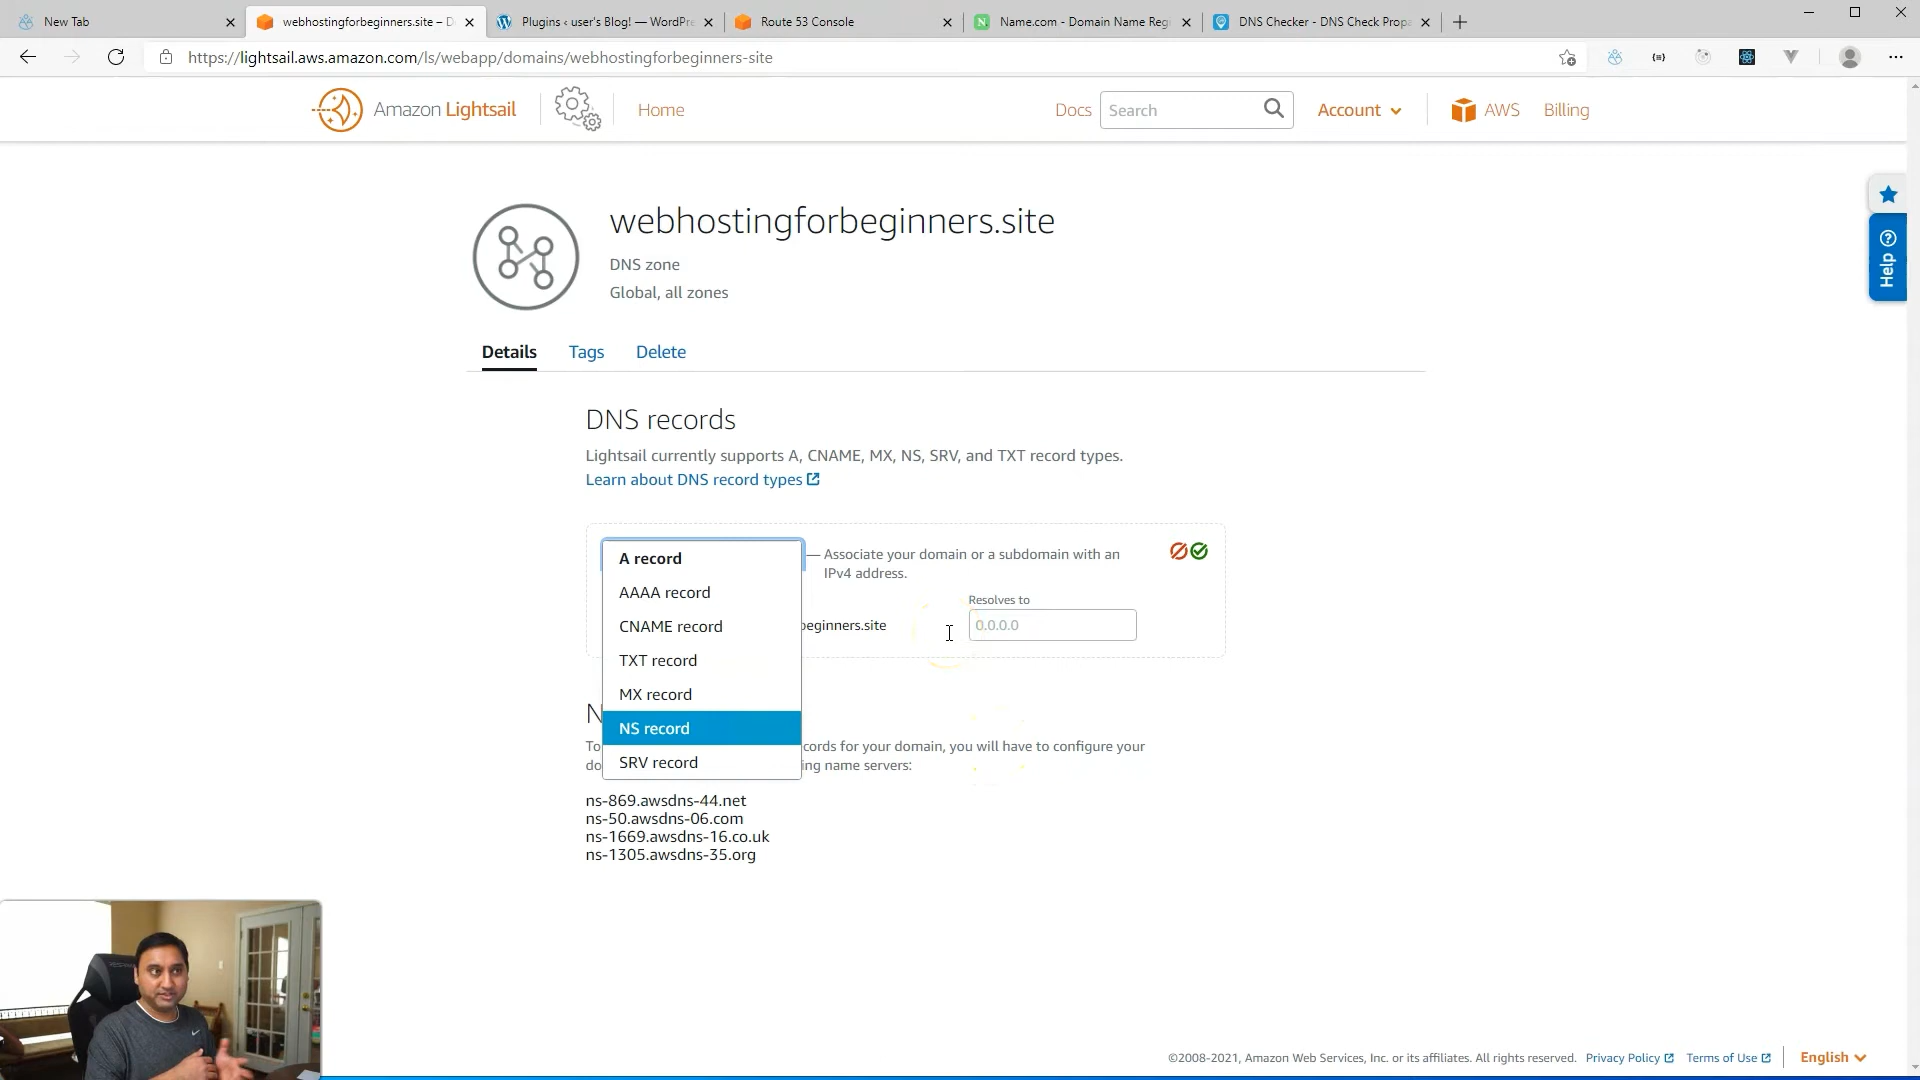 New Tab
webhostingforbeginners.site – D
Plugins ‹ user's Blog! — WordPre
Route 53 Console
Name.com - Domain Name Regi
DNS Checker - DNS Check Propa
https://lightsail.aws.amazon.com/ls/webapp/domains/webhostingforbeginners-site
Amazon Lightsail
Home
Docs
Search
Account
AWS
Billing
webhostingforbeginners.site
DNS zone
Global, all zones
Help
Details
Tags
Delete
DNS records
Lightsail currently supports A, CNAME, MX, NS, SRV, and TXT record types.
Learn about DNS record types
A record
AAAA record
CNAME record
TXT record
MX record
NS record
SRV record
— Associate your domain or a subdomain with an
IPv4 address.
Resolves to
beginners.site
0.0.0.0
N
To
cords for your domain, you will have to configure your
do
ing name servers:
ns-869.awsdns-44.net
ns-50.awsdns-06.com
ns-1669.awsdns-16.co.uk
ns-1305.awsdns-35.org
©2008-2021, Amazon Web Services, Inc. or its affiliates. All rights reserved.
Privacy Policy
Terms of Use
English